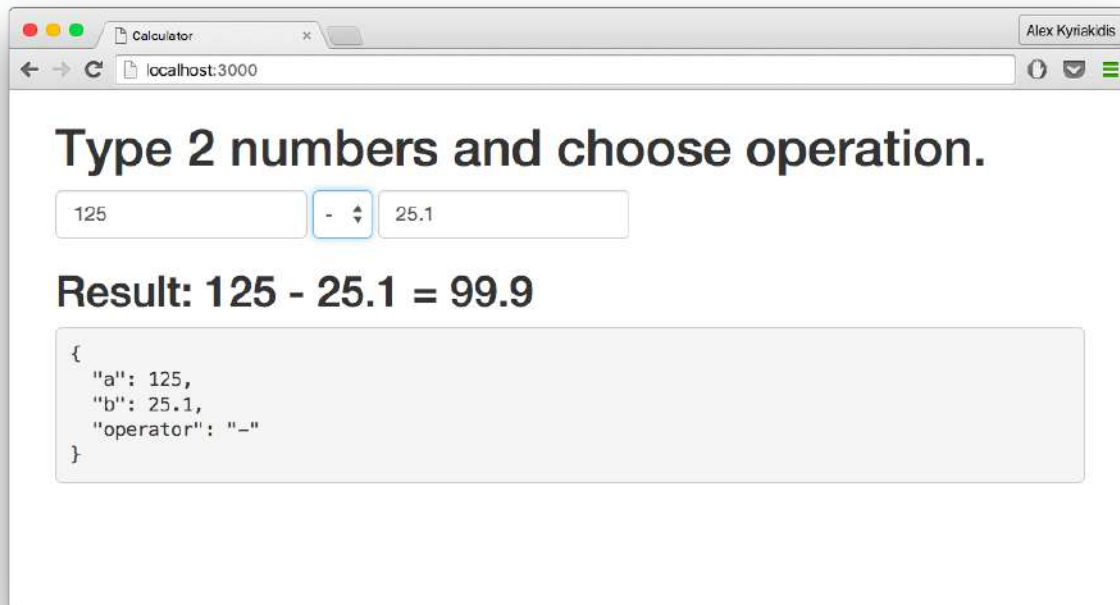 Calculator
Alex Kyriakidis
localhost:3000
Type 2 numbers and choose operation.
125 - 25.1
Result: 125 - 25.1 = 99.9
{
"a": 125,
"b": 25.1,
"operator": "-"
}